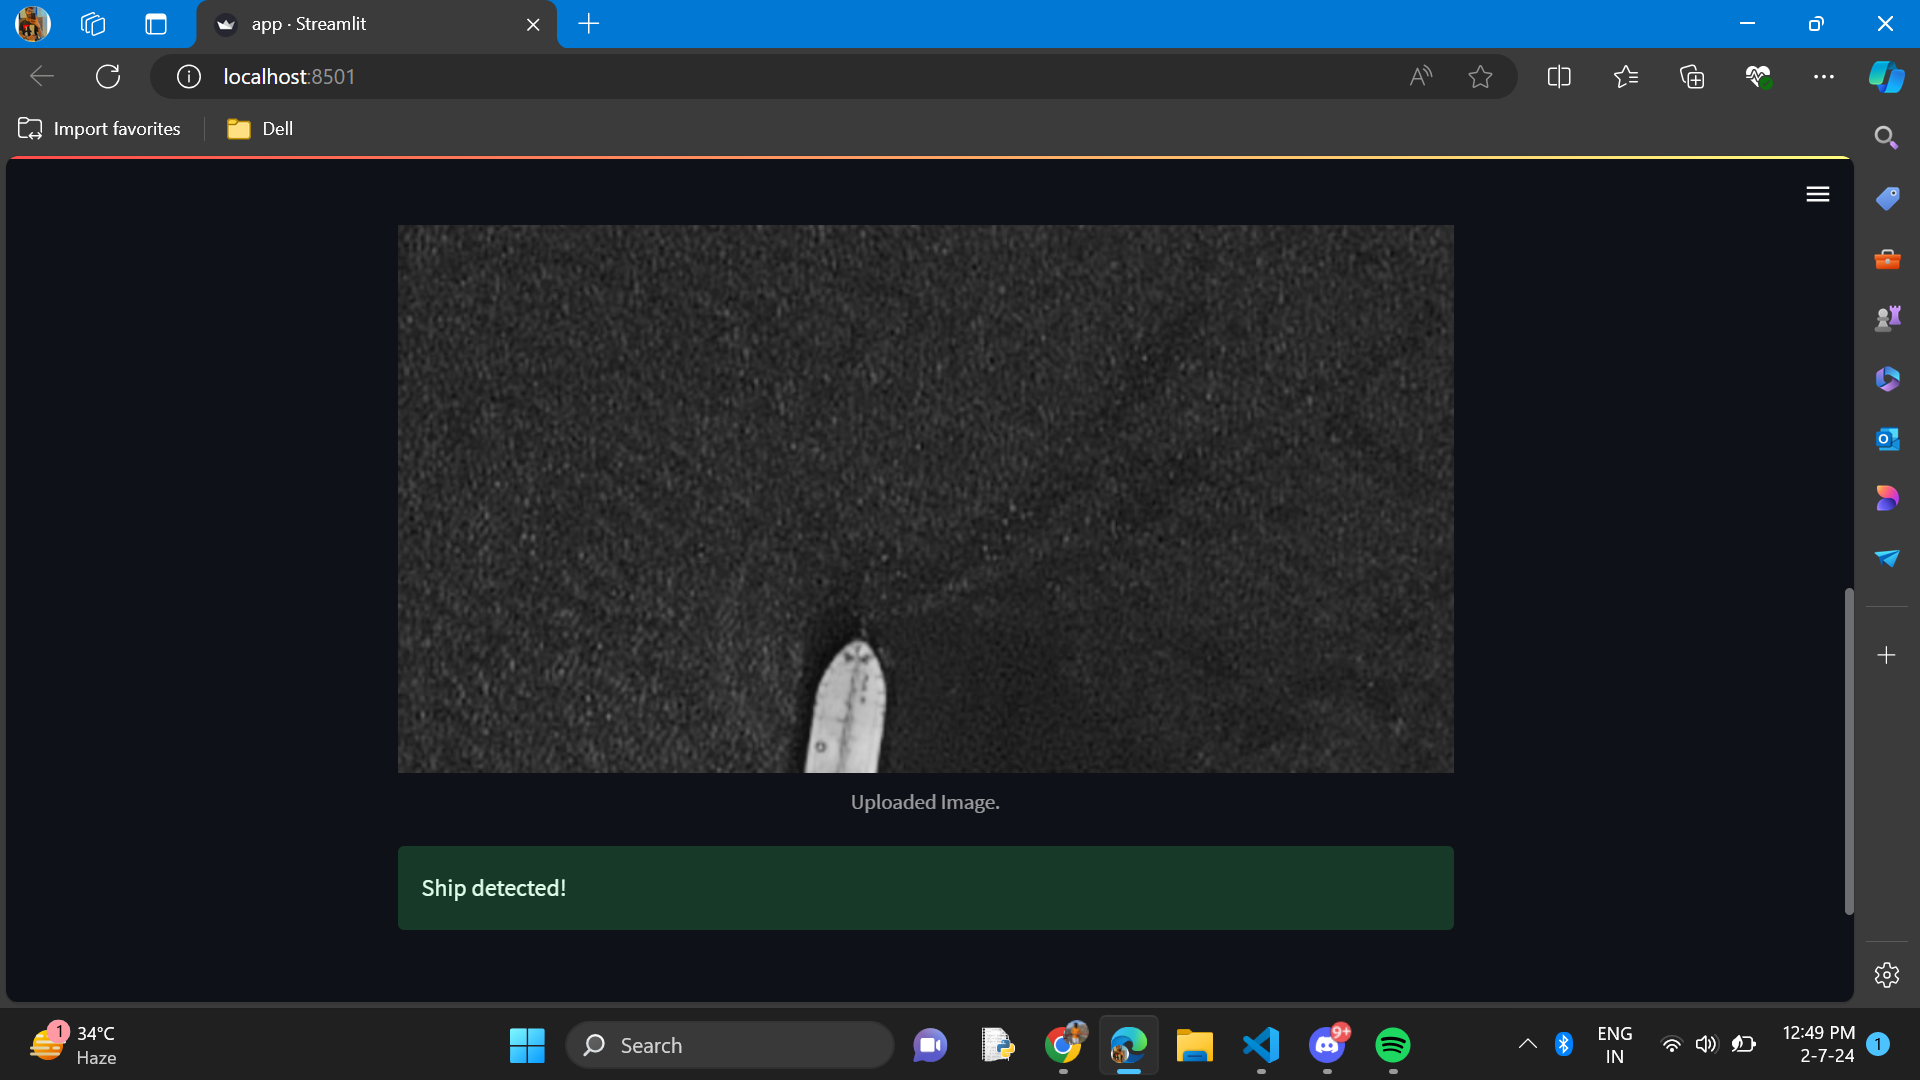 app · Streamlit
localhost:8501
Import favorites
Dell
Uploaded Image.
Ship detected!
1
34°C
Haze
Search
9+
ENG
IN
12:49 PM
2-7-24
1